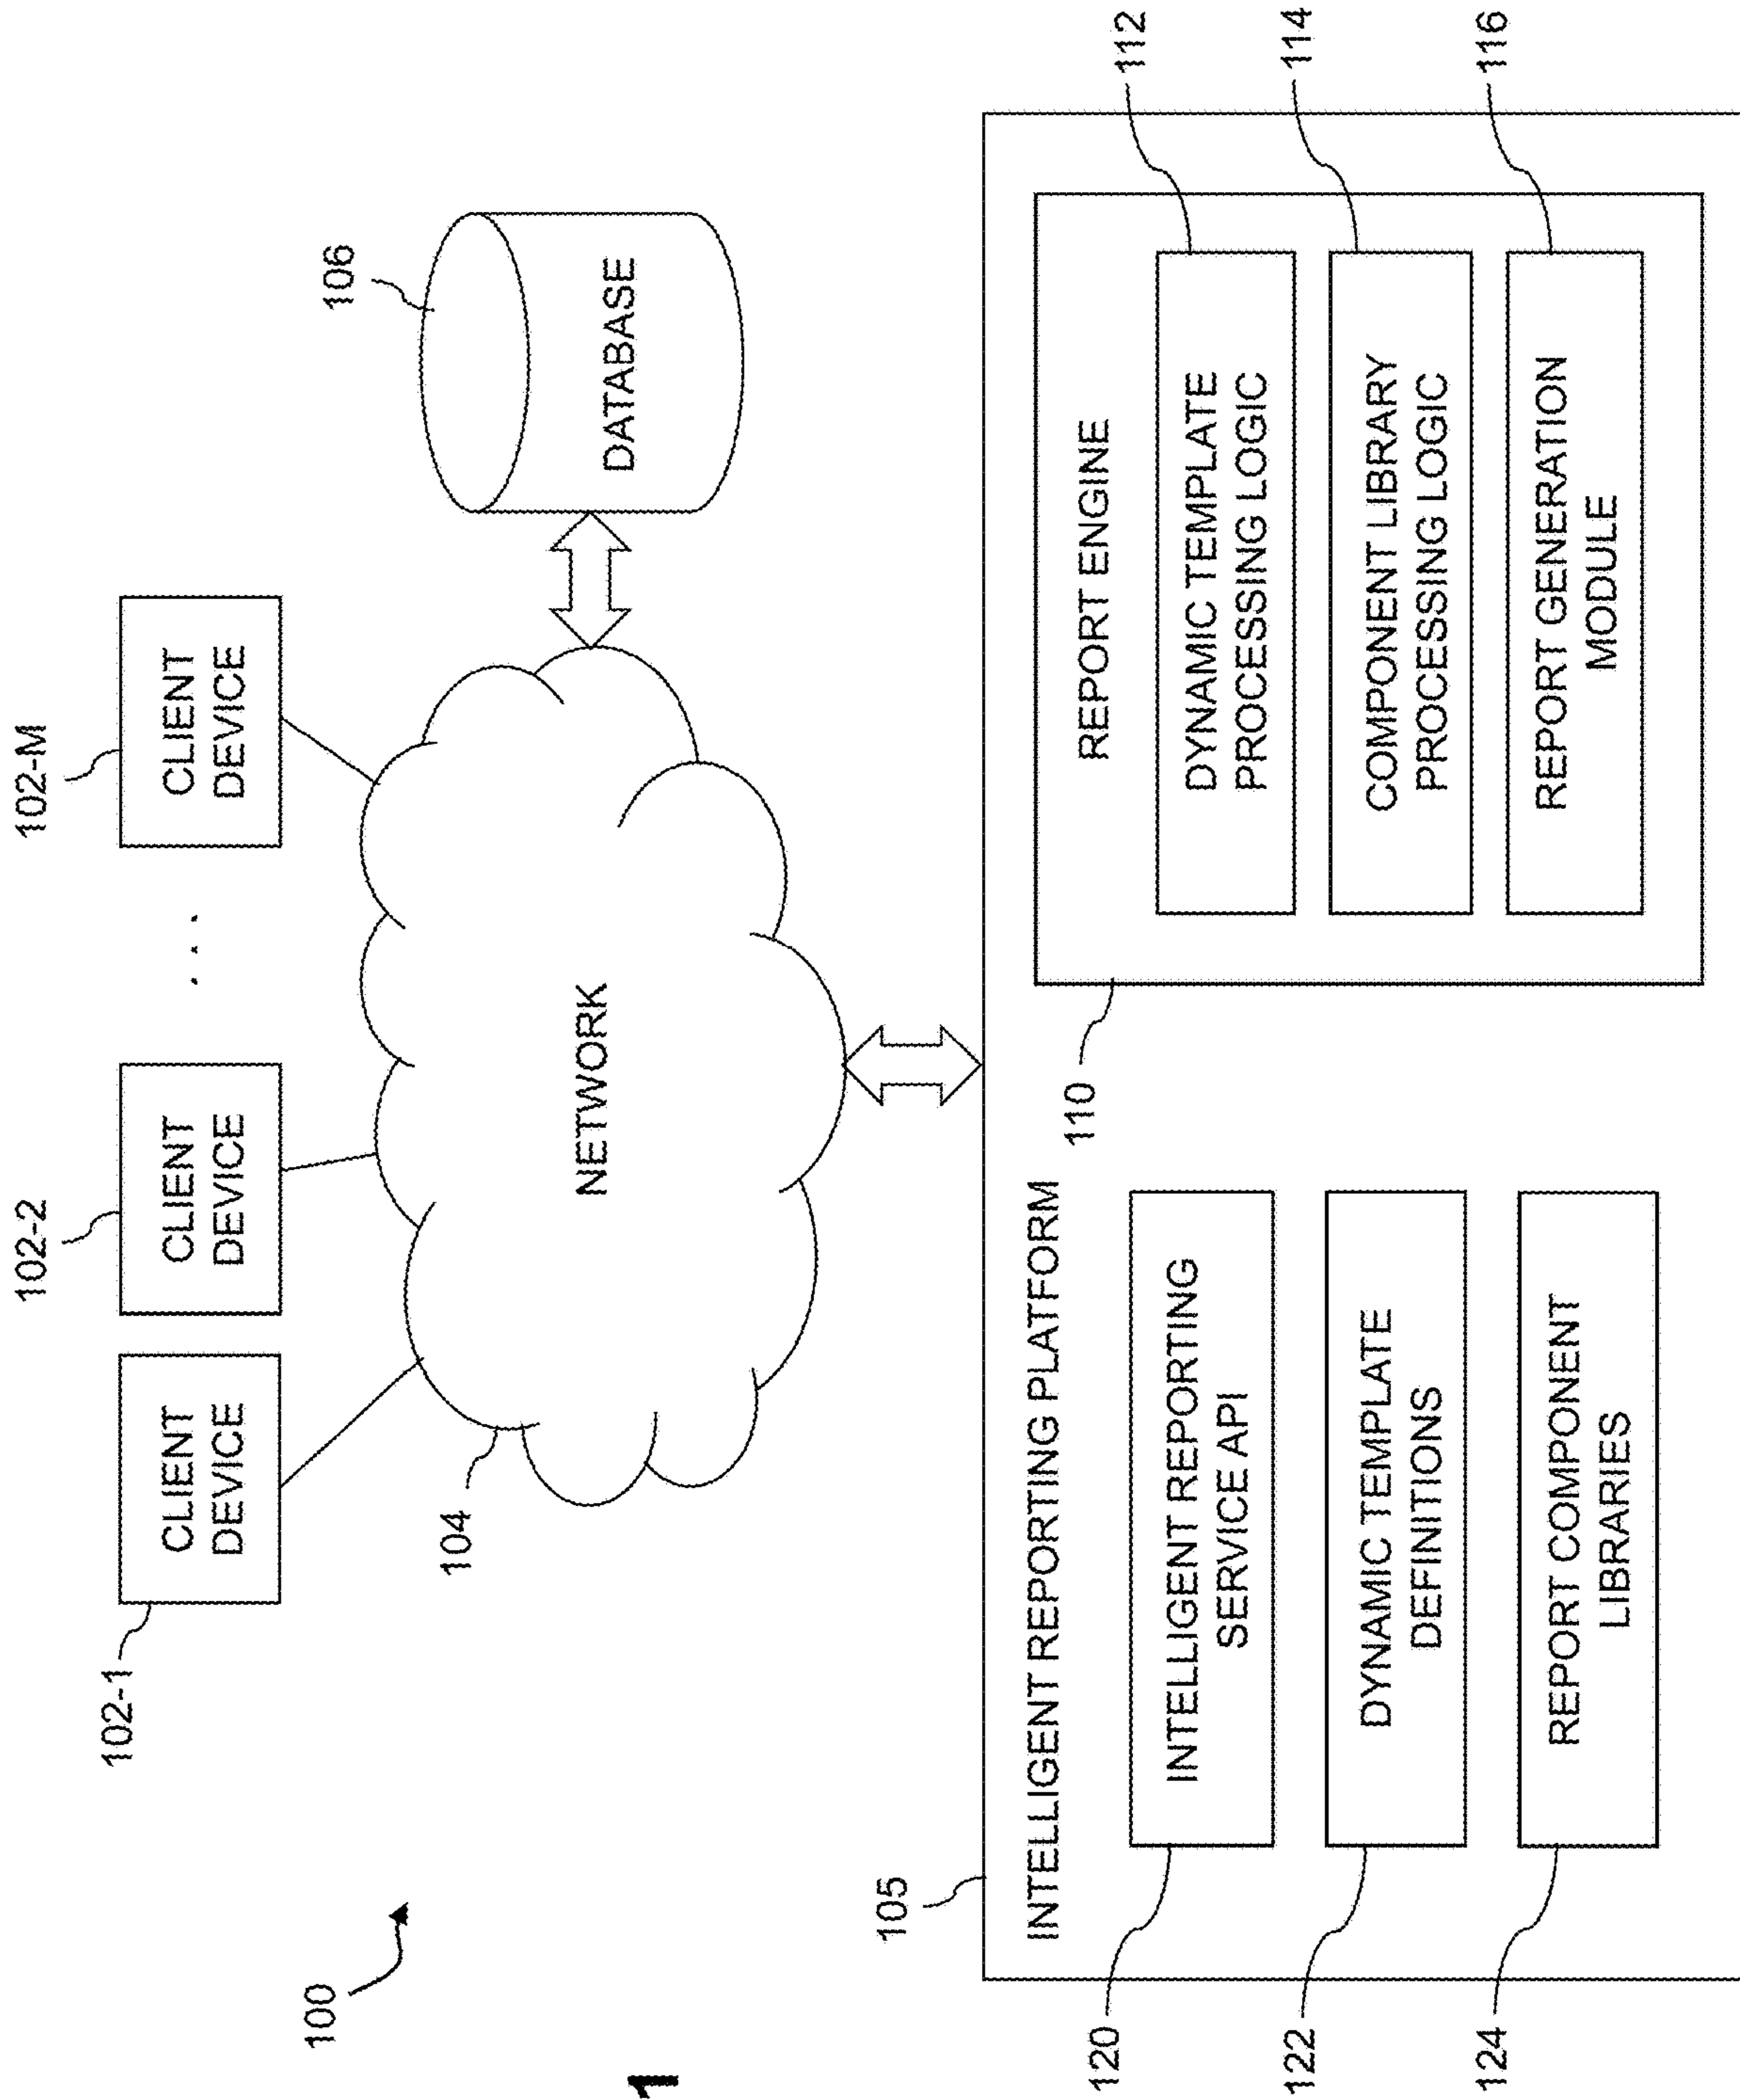 1
100
102-1
CLIENT
DEVICE
102-2
CLIENT
DEVICE
. . .
102-M
CLIENT
DEVICE
104
NETWORK
106
DATABASE
105
INTELLIGENT REPORTING PLATFORM
120
INTELLIGENT REPORTING
SERVICE API
122
DYNAMIC TEMPLATE
DEFINITIONS
124
REPORT COMPONENT
LIBRARIES
110
REPORT ENGINE
DYNAMIC TEMPLATE
PROCESSING LOGIC
112
COMPONENT LIBRARY
PROCESSING LOGIC
114
REPORT GENERATION
MODULE
116